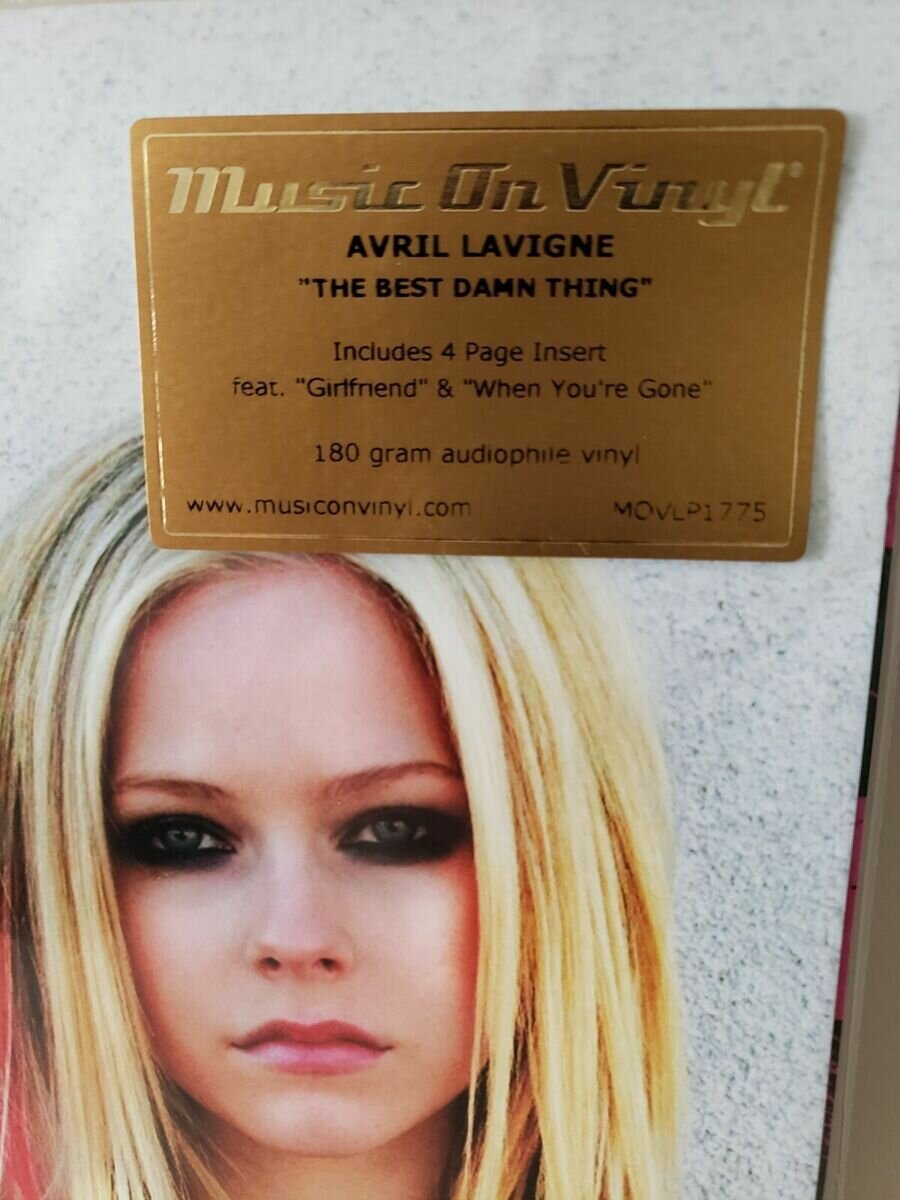 Music On Vinyl®
AVRIL LAVIGNE
"THE BEST DAMN THING"
Includes 4 Page Insert
feat. "Girlfriend" & "When You're Gone"
180 gram audiophile vinyl
www.musiconvinyl.com MOVLP1775